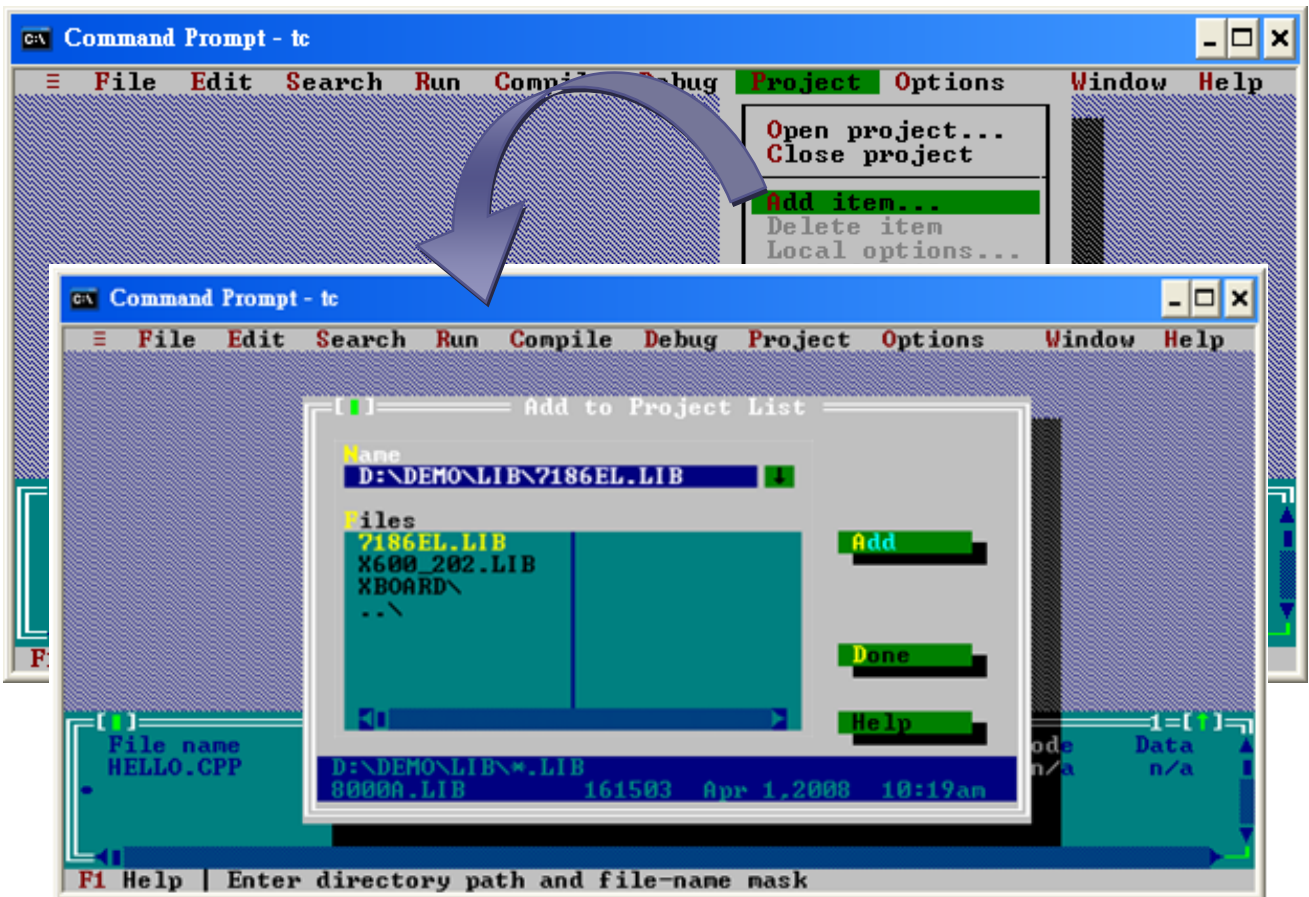 Command Prompt - tc
≡ File Edit Search Run Compile Debug Project Options Window Help
Open project...
Close project
Add item...
Delete item
Local options...
Command Prompt - tc
≡ File Edit Search Run Compile Debug Project Options Window Help
[▮] Add to Project List
Name
D:\DEMO\LIB\7186EL.LIB ↓
Files
7186EL.LIB
X600_202.LIB
XBOARD\
..\
Add
Done
Help
D:\DEMO\LIB\*.LIB
8000A.LIB 161503 Apr 1,2008 10:19am
[▮] 1=[↑]
File name ode Data
HELLO.CPP n/a n/a
F1 Help | Enter directory path and file-name mask